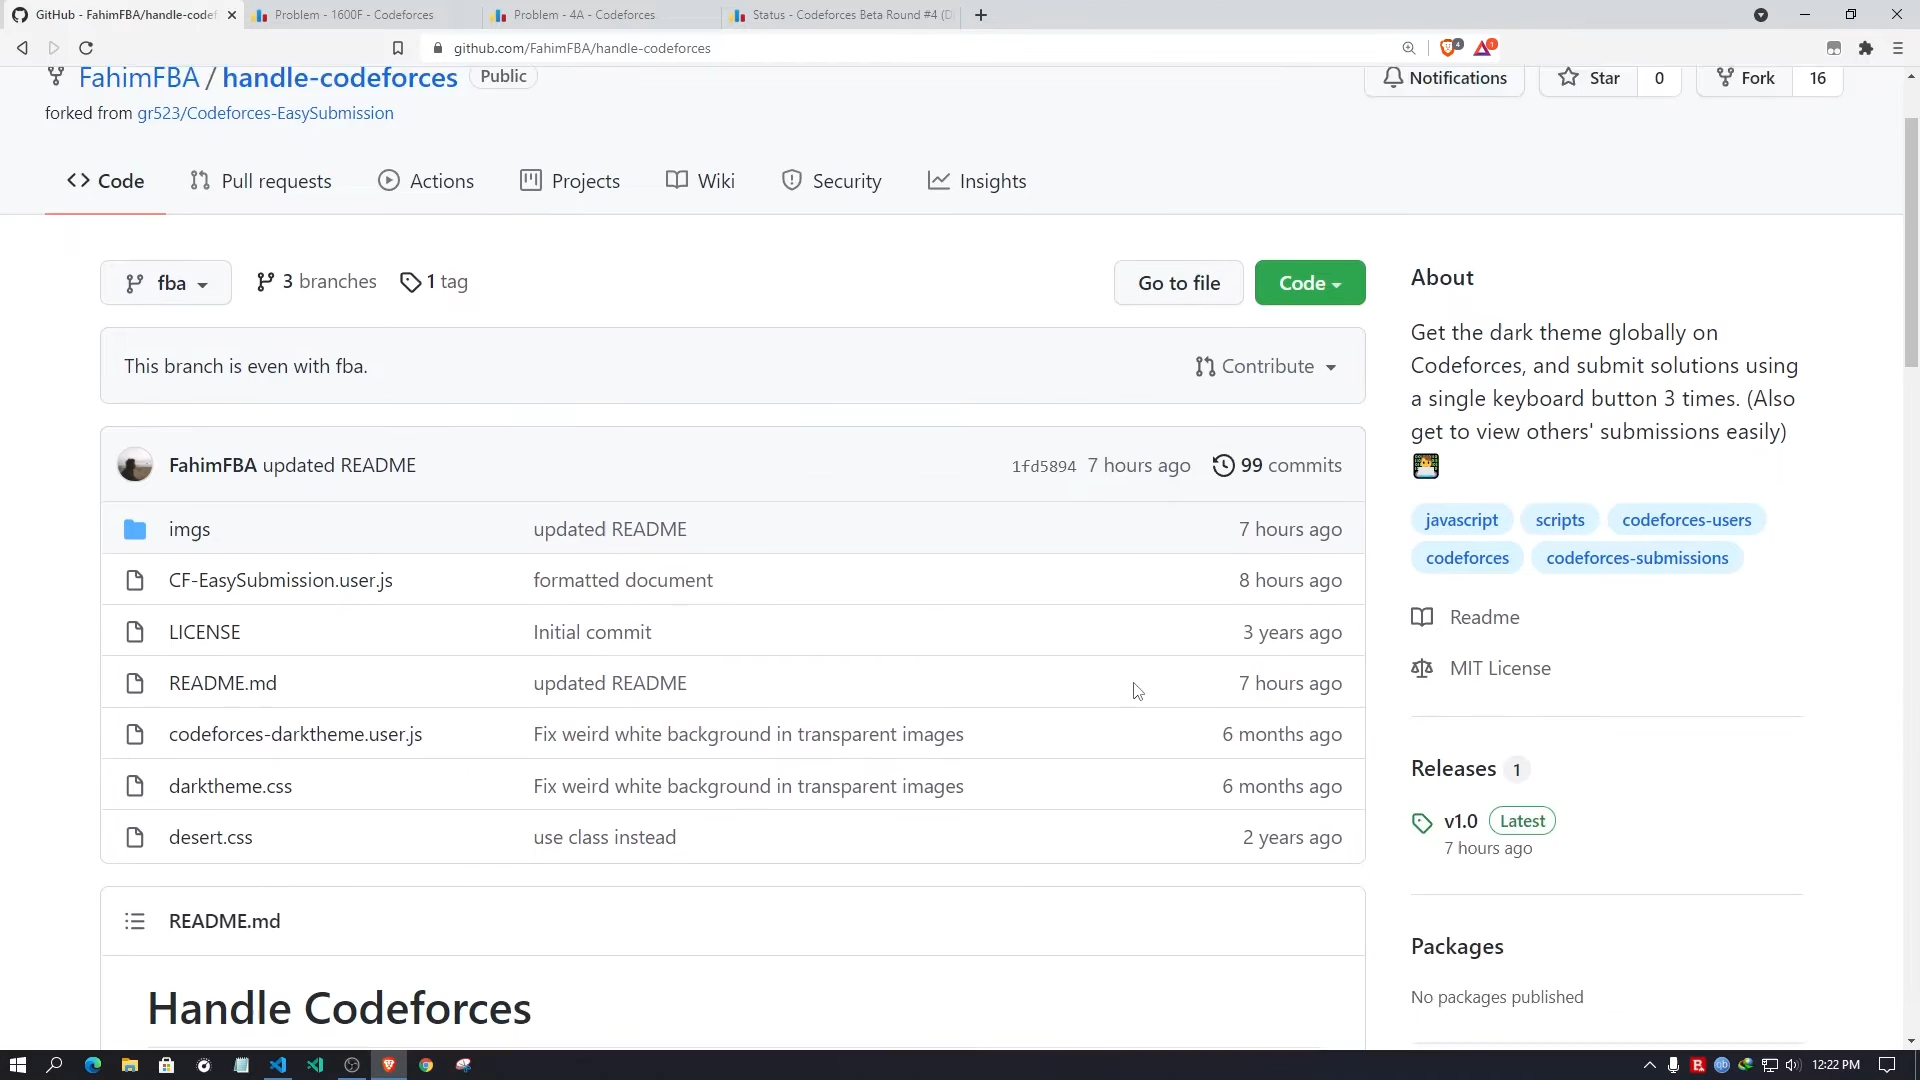 GitHub - FahimFBA/handle-codef
Problem - 1600F - Codeforces
Problem - 4A - Codeforces
Status - Codeforces Beta Round #4 (D
github.com/FahimFBA/handle-codeforces
4
1
FahimFBA / handle-codeforces
Public
Notifications
Star
0
Fork
16
forked from gr523/Codeforces-EasySubmission
Code
Pull requests
Actions
Projects
Wiki
Security
Insights
fba
3 branches
1 tag
Go to file
Code
This branch is even with fba.
Contribute
FahimFBA updated README
1fd5894 7 hours ago
99 commits
imgs
updated README
7 hours ago
CF-EasySubmission.user.js
formatted document
8 hours ago
LICENSE
Initial commit
3 years ago
README.md
updated README
7 hours ago
codeforces-darktheme.user.js
Fix weird white background in transparent images
6 months ago
darktheme.css
Fix weird white background in transparent images
6 months ago
desert.css
use class instead
2 years ago
README.md
Handle Codeforces
About
Get the dark theme globally on
Codeforces, and submit solutions using
a single keyboard button 3 times. (Also
get to view others' submissions easily)
javascript
scripts
codeforces-users
codeforces
codeforces-submissions
Readme
MIT License
Releases 1
v1.0
Latest
7 hours ago
Packages
No packages published
12:22 PM